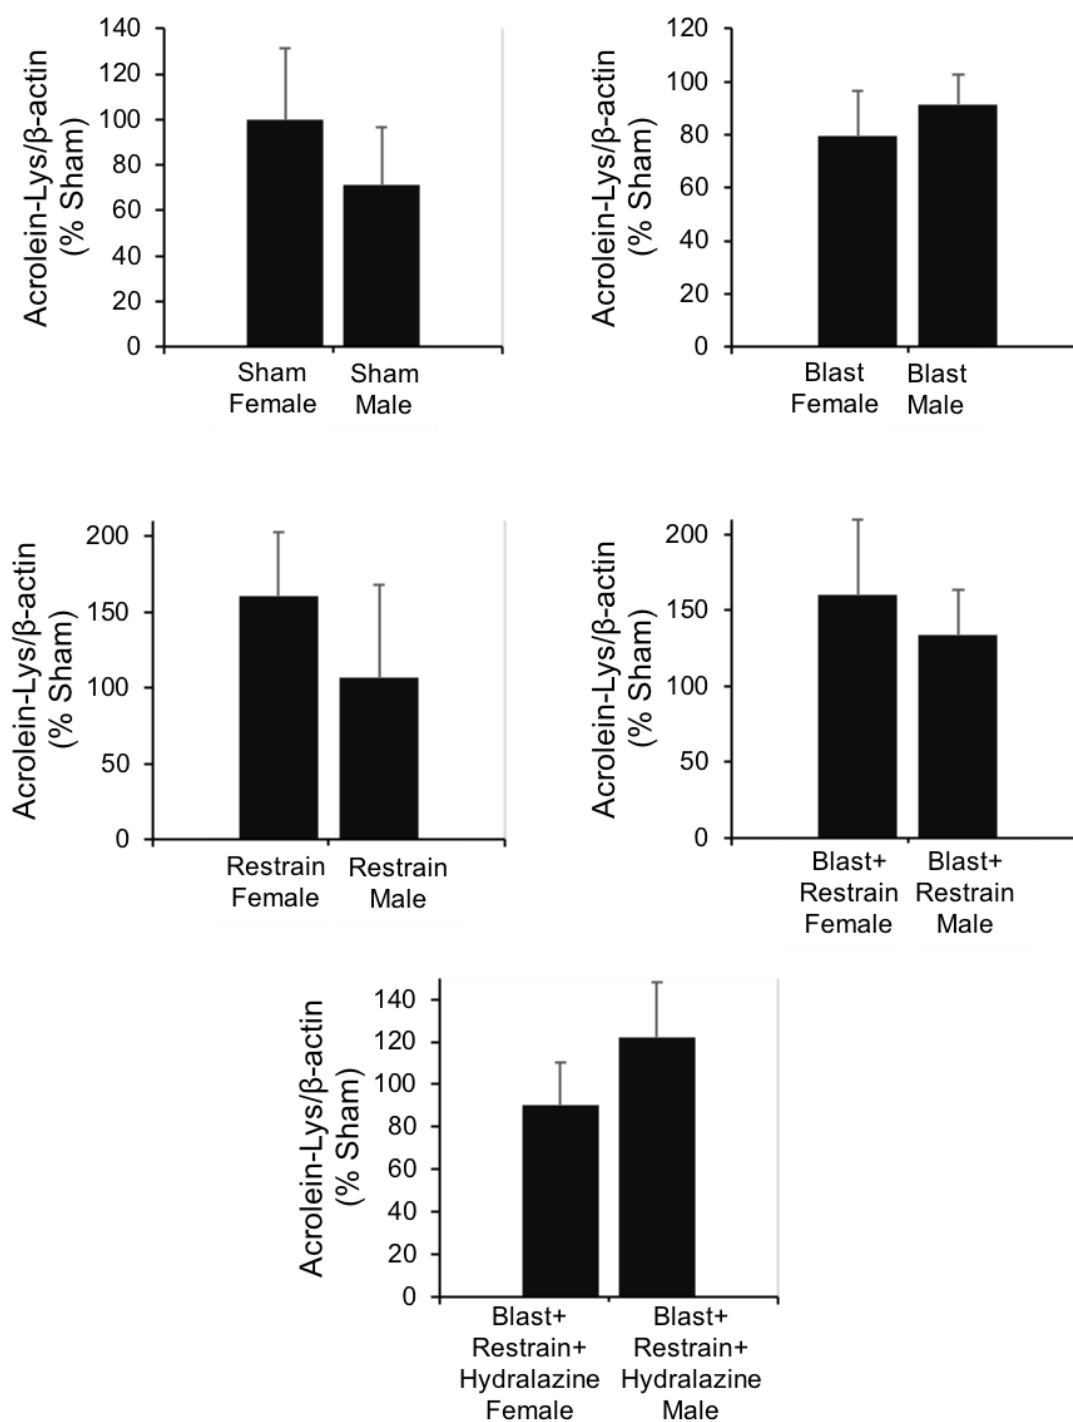 Acrolein-Lys/β-actin
(% Sham)
140
120
100
80
60
40
20
0
Sham
Female
Sham
Male
Acrolein-Lys/β-actin
(% Sham)
120
100
80
60
40
20
0
Blast
Female
Blast
Male
Acrolein-Lys/β-actin
(% Sham)
200
150
100
50
0
Restrain
Female
Restrain
Male
Acrolein-Lys/β-actin
(% Sham)
200
150
100
50
0
Blast+
Restrain
Female
Blast+
Restrain
Male
Acrolein-Lys/β-actin
(% Sham)
140
120
100
80
60
40
20
0
Blast+
Restrain+
Hydralazine
Female
Blast+
Restrain+
Hydralazine
Male